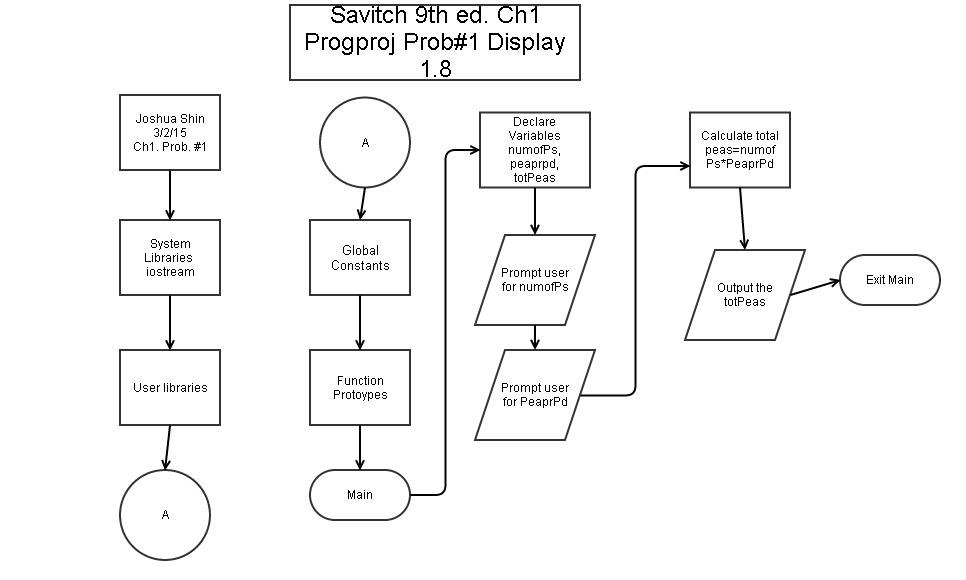 Savitch 9th ed. Ch1
Progproj Prob#1 Display
1.8
Joshua Shin
3/2/15
Ch1. Prob. #1
System
Libraries
iostream
User libraries
A
A
Global
Constants
Function
Protoypes
Main
Declare
Variables
numofPs,
peaprpd,
totPeas
Prompt user
for numofPs
Prompt user
for PeaprPd
Calculate total
peas=numof
Ps*PeaprPd
Output the
totPeas
Exit Main